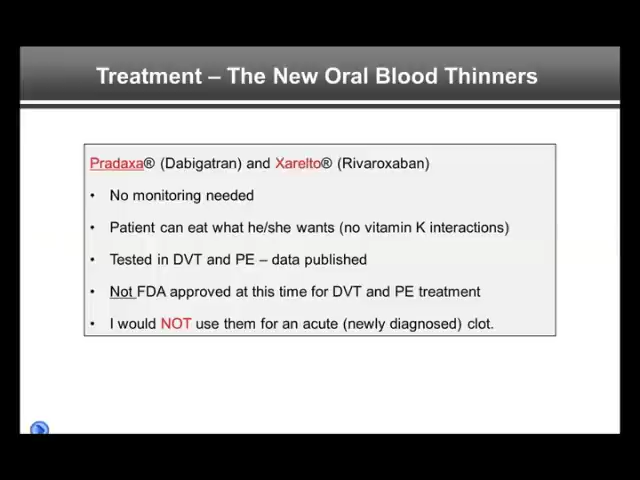 Treatment – The New Oral Blood Thinners
Pradaxa® (Dabigatran) and Xarelto® (Rivaroxaban)
• No monitoring needed
• Patient can eat what he/she wants (no vitamin K interactions)
• Tested in DVT and PE – data published
• Not FDA approved at this time for DVT and PE treatment
• I would NOT use them for an acute (newly diagnosed) clot.